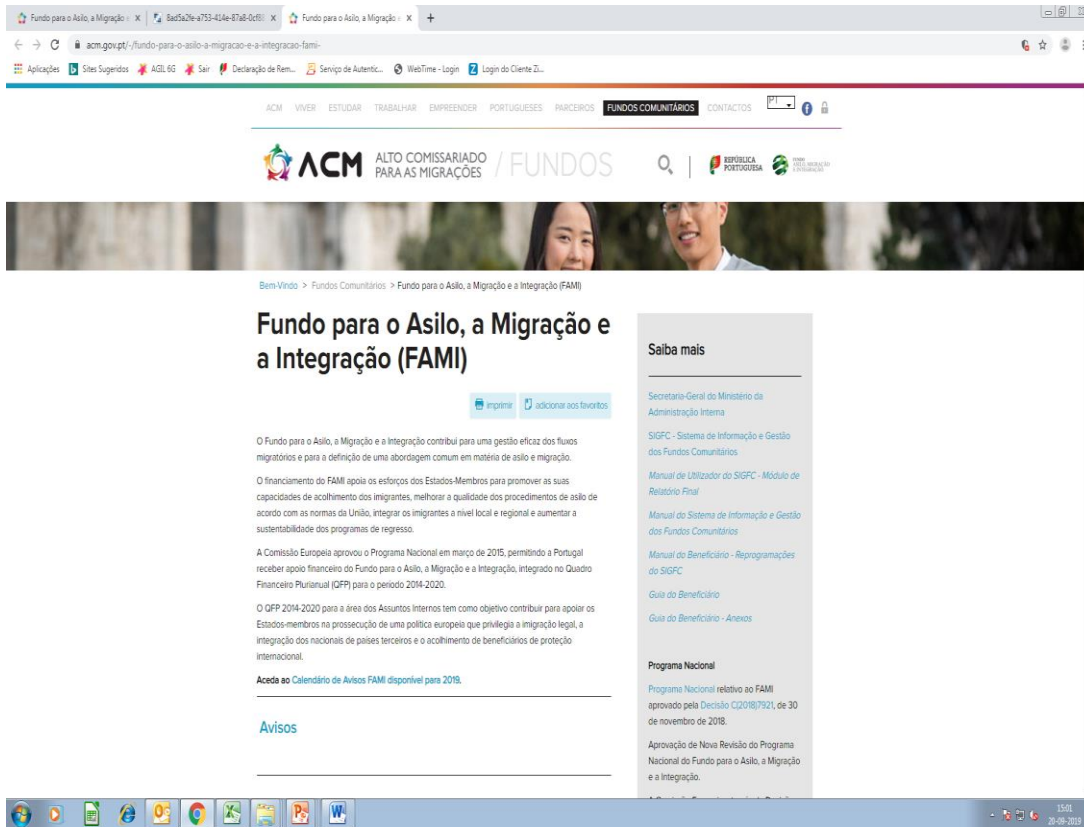 Fundo para o Asilo, a Migração e
8ad5a2fe-a753-414e-87a8-0cf8
Fundo para o Asilo, a Migração e
acm.gov.pt/-/fundo-para-o-asilo-a-migracao-e-a-integracao-fami-
Aplicações Sites Sugeridos AGIL 6G Sair Declaração de Rem... Serviço de Autentic... WebTime - Login Login do Cliente Zi...
ACM VIVER ESTUDAR TRABALHAR EMPREENDER PORTUGUESES PARCEIROS FUNDOS COMUNITÁRIOS CONTACTOS PT
ACM ALTO COMISSARIADO PARA AS MIGRAÇÕES / FUNDOS
REPÚBLICA PORTUGUESA
Bem-Vindo > Fundos Comunitários > Fundo para o Asilo, a Migração e a Integração (FAMI)
Fundo para o Asilo, a Migração e
a Integração (FAMI)
imprimir adicionar aos favoritos
O Fundo para o Asilo, a Migração e a Integração contribui para uma gestão eficaz dos fluxos
migratórios e para a definição de uma abordagem comum em matéria de asilo e migração.
O financiamento do FAMI apoia os esforços dos Estados-Membros para promover as suas
capacidades de acolhimento dos imigrantes, melhorar a qualidade dos procedimentos de asilo de
acordo com as normas da União, integrar os imigrantes a nível local e regional e aumentar a
sustentabilidade dos programas de regresso.
A Comissão Europeia aprovou o Programa Nacional em março de 2015, permitindo a Portugal
receber apoio financeiro do Fundo para o Asilo, a Migração e a Integração, integrado no Quadro
Financeiro Plurianual (QFP) para o período 2014-2020.
O QFP 2014-2020 para a área dos Assuntos Internos tem como objetivo contribuir para apoiar os
Estados-membros na prossecução de uma política europeia que privilegia a imigração legal, a
integração dos nacionais de países terceiros e o acolhimento de beneficiários de proteção
internacional.
Aceda ao Calendário de Avisos FAMI disponível para 2019.
Avisos
Saiba mais
Secretaria-Geral do Ministério da
Administração Interna
SIGFC - Sistema de Informação e Gestão
dos Fundos Comunitários
Manual de Utilizador do SIGFC - Módulo de
Relatório Final
Manual do Sistema de Informação e Gestão
dos Fundos Comunitários
Manual do Beneficiário - Reprogramações
do SIGFC
Guia do Beneficiário
Guia do Beneficiário - Anexos
Programa Nacional
Programa Nacional relativo ao FAMI
aprovado pela Decisão C(2018)7921, de 30
de novembro de 2018.
Aprovação de Nova Revisão do Programa
Nacional do Fundo para o Asilo, a Migração
e a Integração.
15:01
20-09-2019